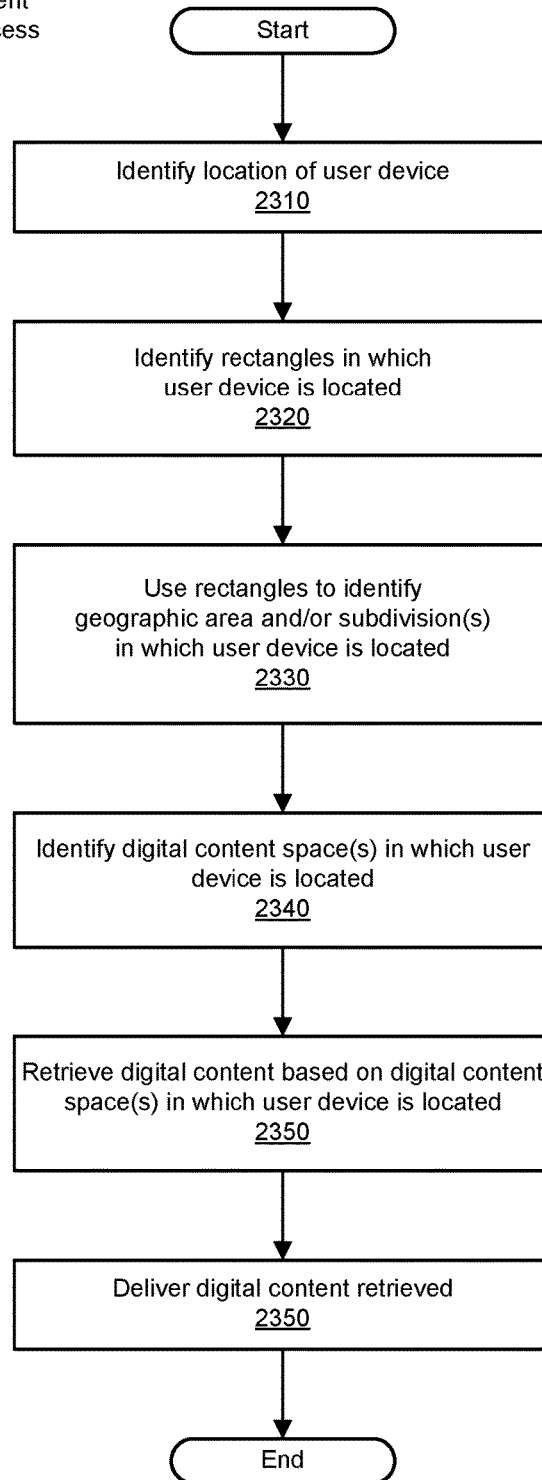 Start
Identify location of user device
2310
Identify rectangles in which
user device is located
2320
Use rectangles to identify
geographic area and/or subdivision(s)
in which user device is located
2330
Identify digital content space(s) in which user
device is located
2340
Retrieve digital content based on digital content
space(s) in which user device is located
2350
Deliver digital content retrieved
2350
End